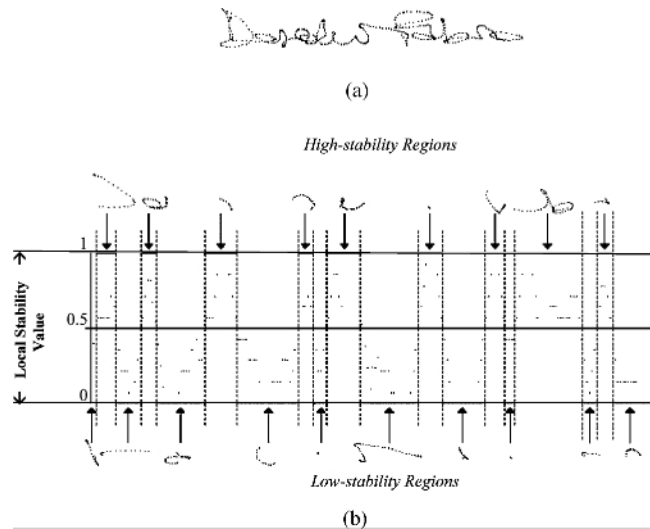 (a)
High-stability Regions
1
Local Stability Value
0.5
0
Low-stability Regions
(b)